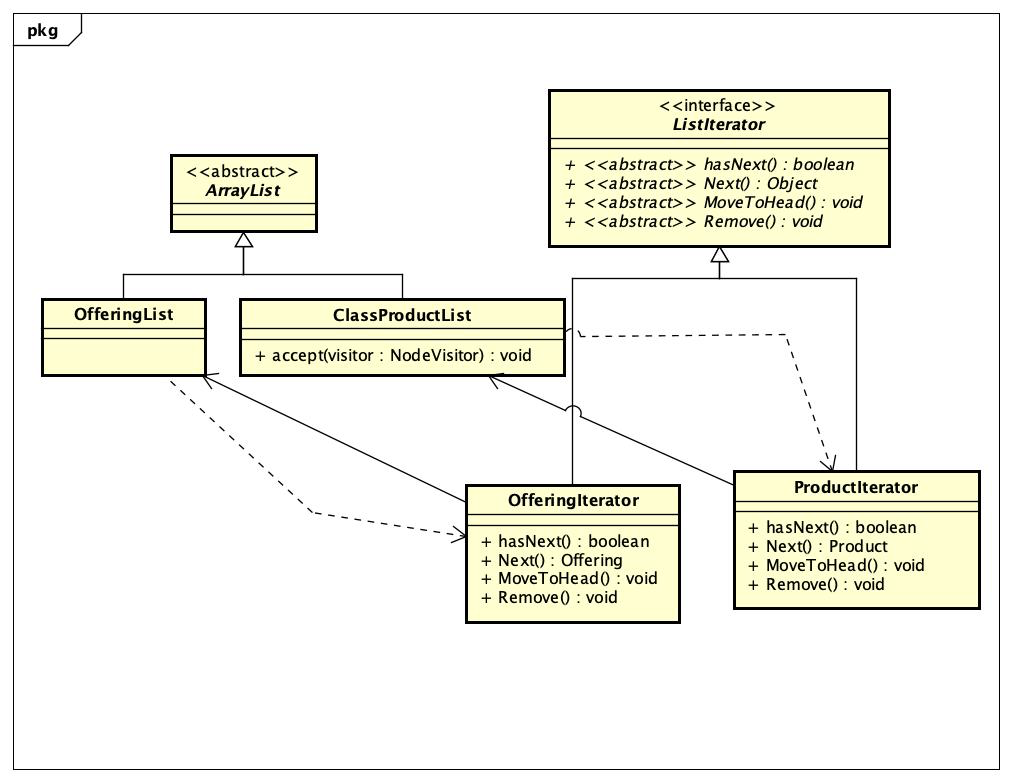 pkg
<<interface>>
ListIterator
+ <<abstract>> hasNext() : boolean
+ <<abstract>> Next() : Object
+ <<abstract>> MoveToHead() : void
+ <<abstract>> Remove() : void
<<abstract>>
ArrayList
OfferingList
ClassProductList
+ accept(visitor : NodeVisitor) : void
OfferingIterator
+ hasNext() : boolean
+ Next() : Offering
+ MoveToHead() : void
+ Remove() : void
ProductIterator
+ hasNext() : boolean
+ Next() : Product
+ MoveToHead() : void
+ Remove() : void